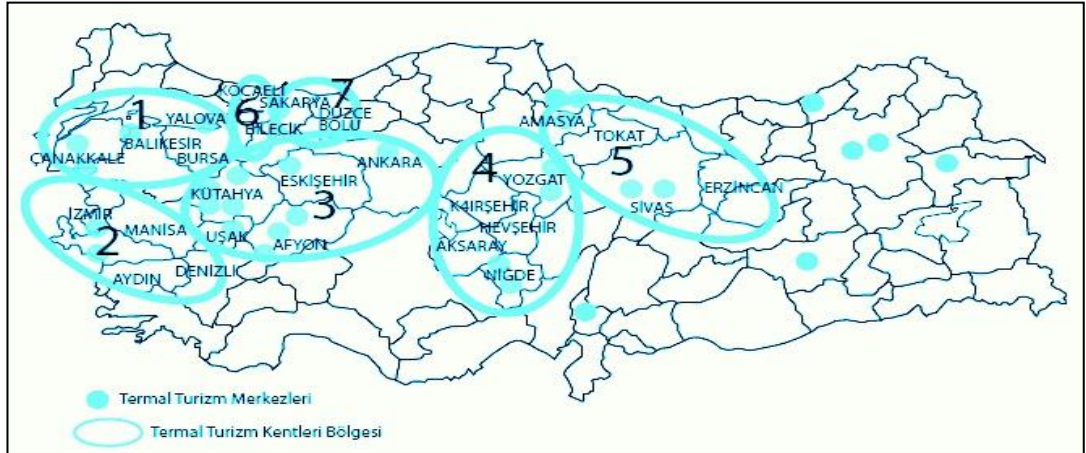 KOCAELİ
7
1
6
SAKARYA
YALOVA
DÜZCE
BİLECİK
BOLU
BALIKESİR
ÇANAKKALE
BURSA
ANKARA
KÜTAHYA
ESKİŞEHİR
3
İZMİR
MANİSA
2
UŞAK
AFYON
AYDIN
DENİZLİ
4
YOZGAT
K4IRŞEHİR
NEVŞEHİR
AKSARAY
NİGDE
AMASYA
TOKAT
5
ERZİNCAN
SİVAS
Termal Turizm Merkezleri
Termal Turizm Kentleri Bölgesi